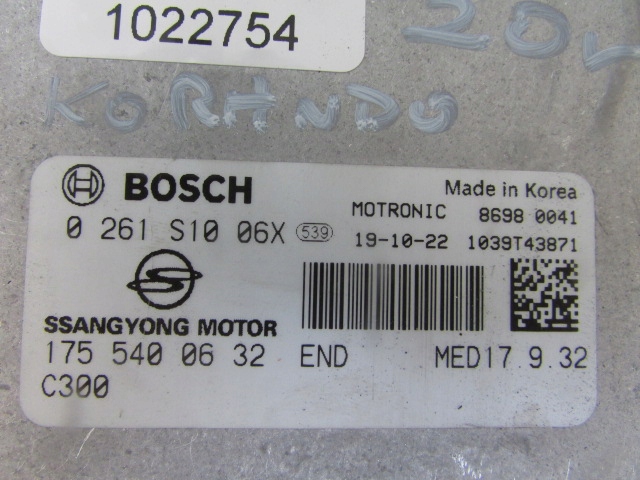 1022754
KORANDO
BOSCH
Made in Korea
0 261 S10 06X 539
MOTRONIC 8698 0041
19-10-22 1039T43871
SSANGYONG MOTOR
175 540 06 32 END MED17.9.32
C300